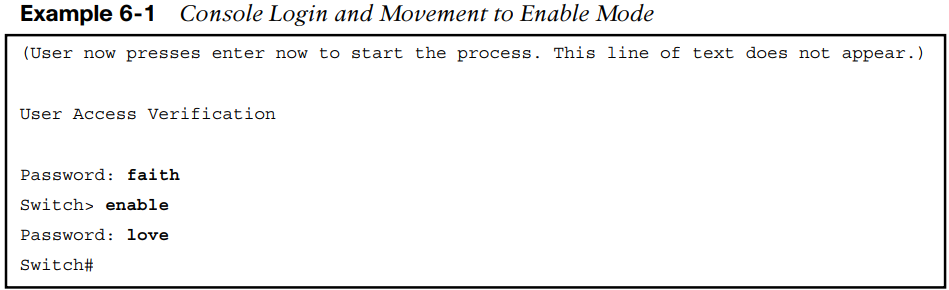 Example 6-1 Console Login and Movement to Enable Mode
(User now presses enter now to start the process. This line of text does not appear.)
User Access Verification
Password: faith
Switch> enable
Password: love
Switch#